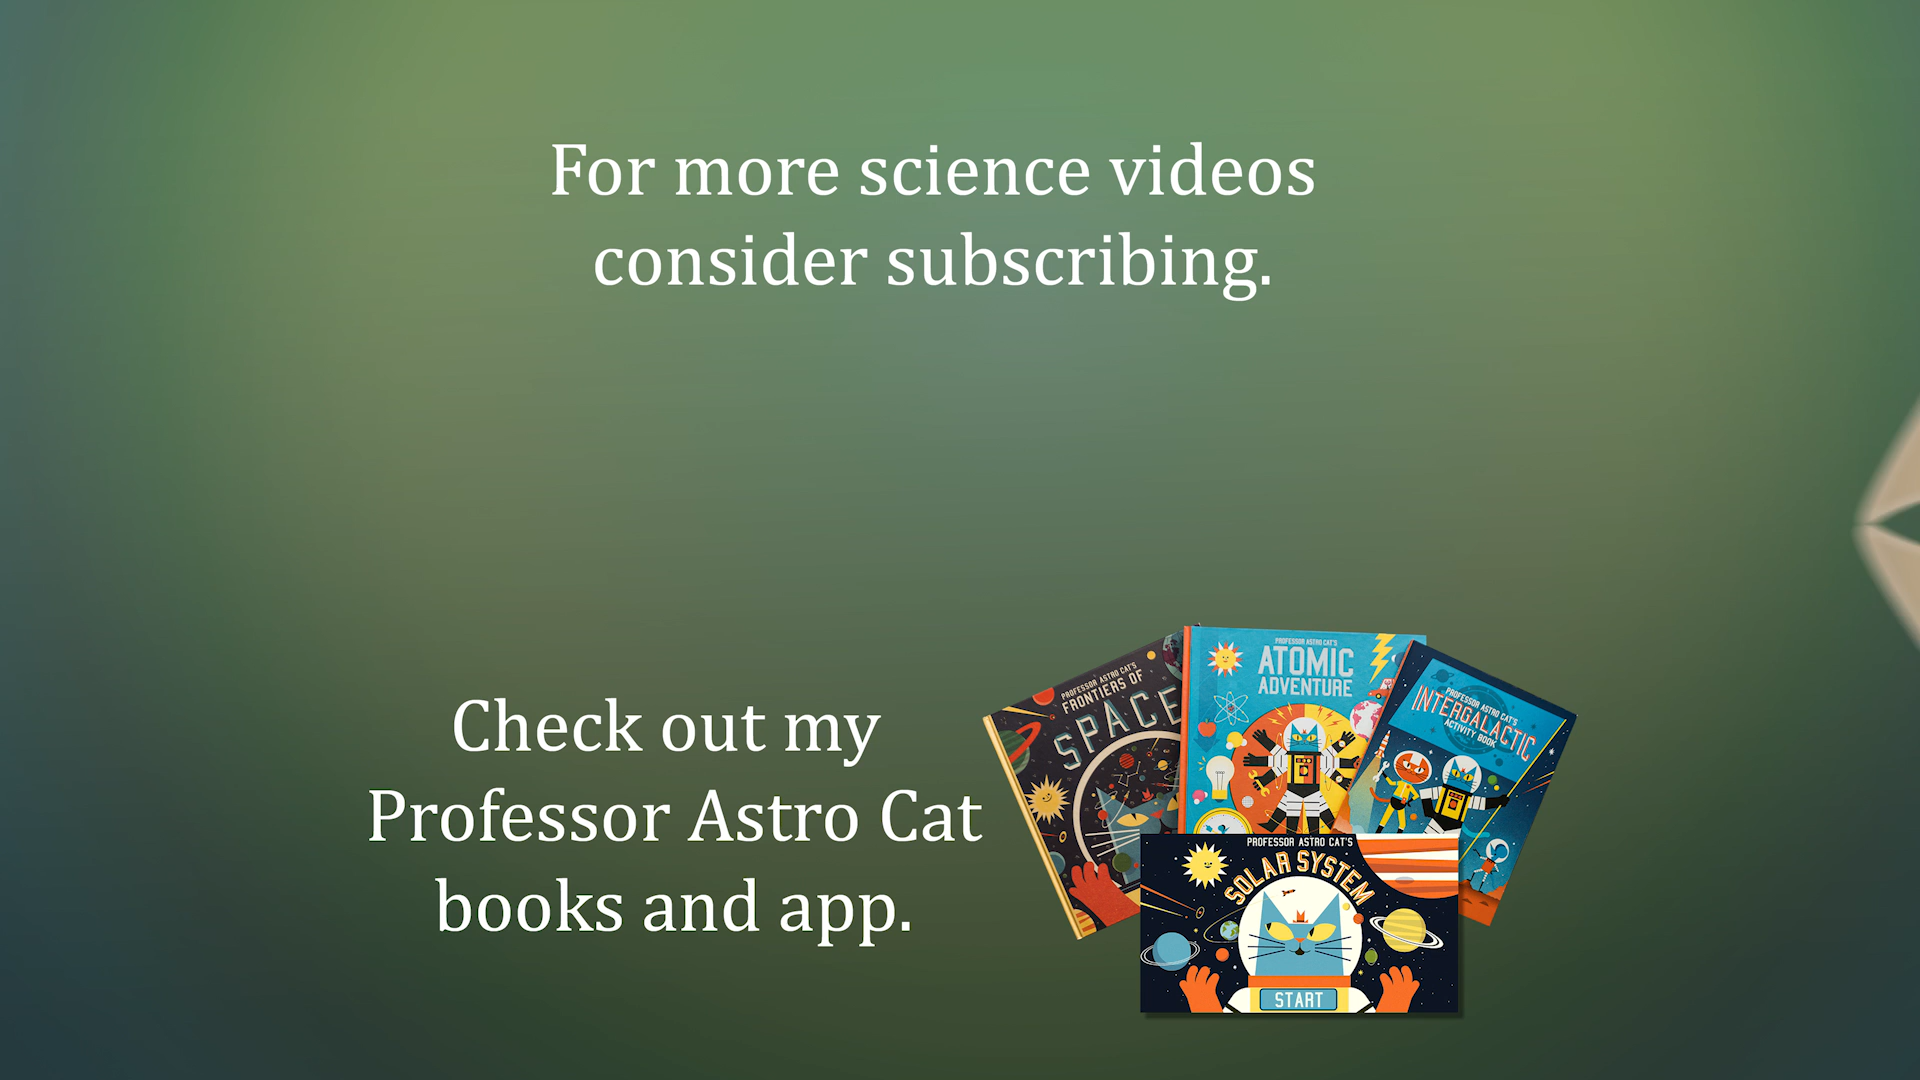 For more science videos
consider subscribing.
Check out my
Professor Astro Cat
books and app.
PROFESSOR ASTRO CAT'S
FRONTIERS OF
SPACE
PROFESSOR ASTRO CAT'S
ATOMIC
ADVENTURE
PROFESSOR ASTRO CAT'S
INTERGALACTIC
ACTIVITY BOOK
PROFESSOR ASTRO CAT'S
SOLAR SYSTEM
START